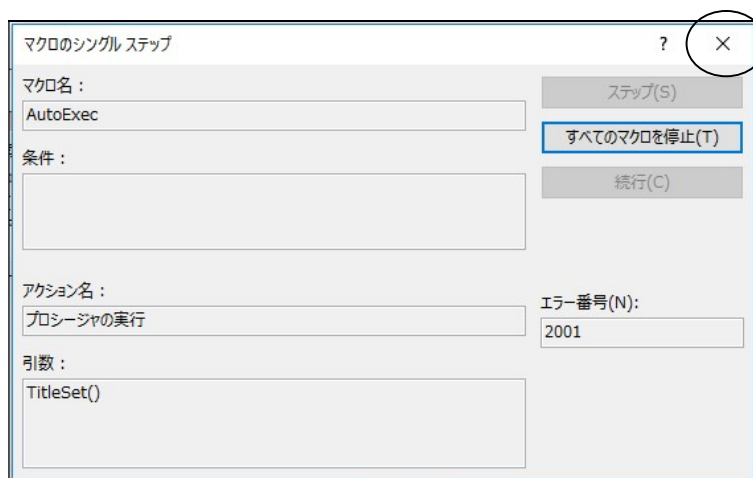 マクロのシングル ステップ
?
マクロ名：
ステップ(S)
AutoExec
すべてのマクロを停止(T)
条件：
続行(C)
アクション名：
エラー番号(N):
プロシージャの実行
2001
引数：
TitleSet()